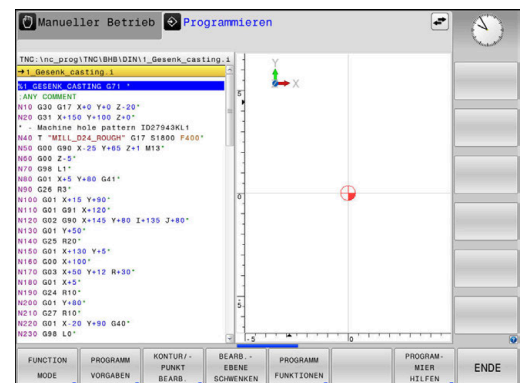 Manueller Betrieb
Programmieren
TNC:\nc_prog\TNC\BHB\DIN\1_Gesenk_casting.i
→1_Gesenk_casting.i
%1_GESENK_CASTING G71 *
;ANY COMMENT
N10 G30 G17 X+0 Y+0 Z-20*
N20 G31 X+150 Y+100 Z+0*
* - Machine hole pattern ID27943KL1
N40 T "MILL_D24_ROUGH" G17 S1800 F400*
N50 G00 G90 X-25 Y+65 Z+1 M13*
N60 G00 Z-5*
N70 G98 L1*
N80 G01 X+5 Y+80 G41*
N90 G26 R3*
N100 G01 X+15 Y+90*
N110 G01 G91 X+120*
N120 G02 G90 X+145 Y+80 I+135 J+80*
N130 G01 Y+50*
N140 G25 R20*
N150 G01 X+130 Y+5*
N160 G00 X+100*
N170 G03 X+50 Y+12 R+30*
N180 G01 X+5*
N190 G24 R10*
N200 G01 Y+80*
N210 G27 R10*
N220 G01 X-20 Y+90 G40*
N230 G98 L0*
Y
X
5
0
5
-5
0
FUNCTION MODE
PROGRAMM VORGABEN
KONTUR/- PUNKT BEARB.
BEARB.- EBENE SCHWENKEN
PROGRAMM FUNKTIONEN
PROGRAM- MIER HILFEN
ENDE